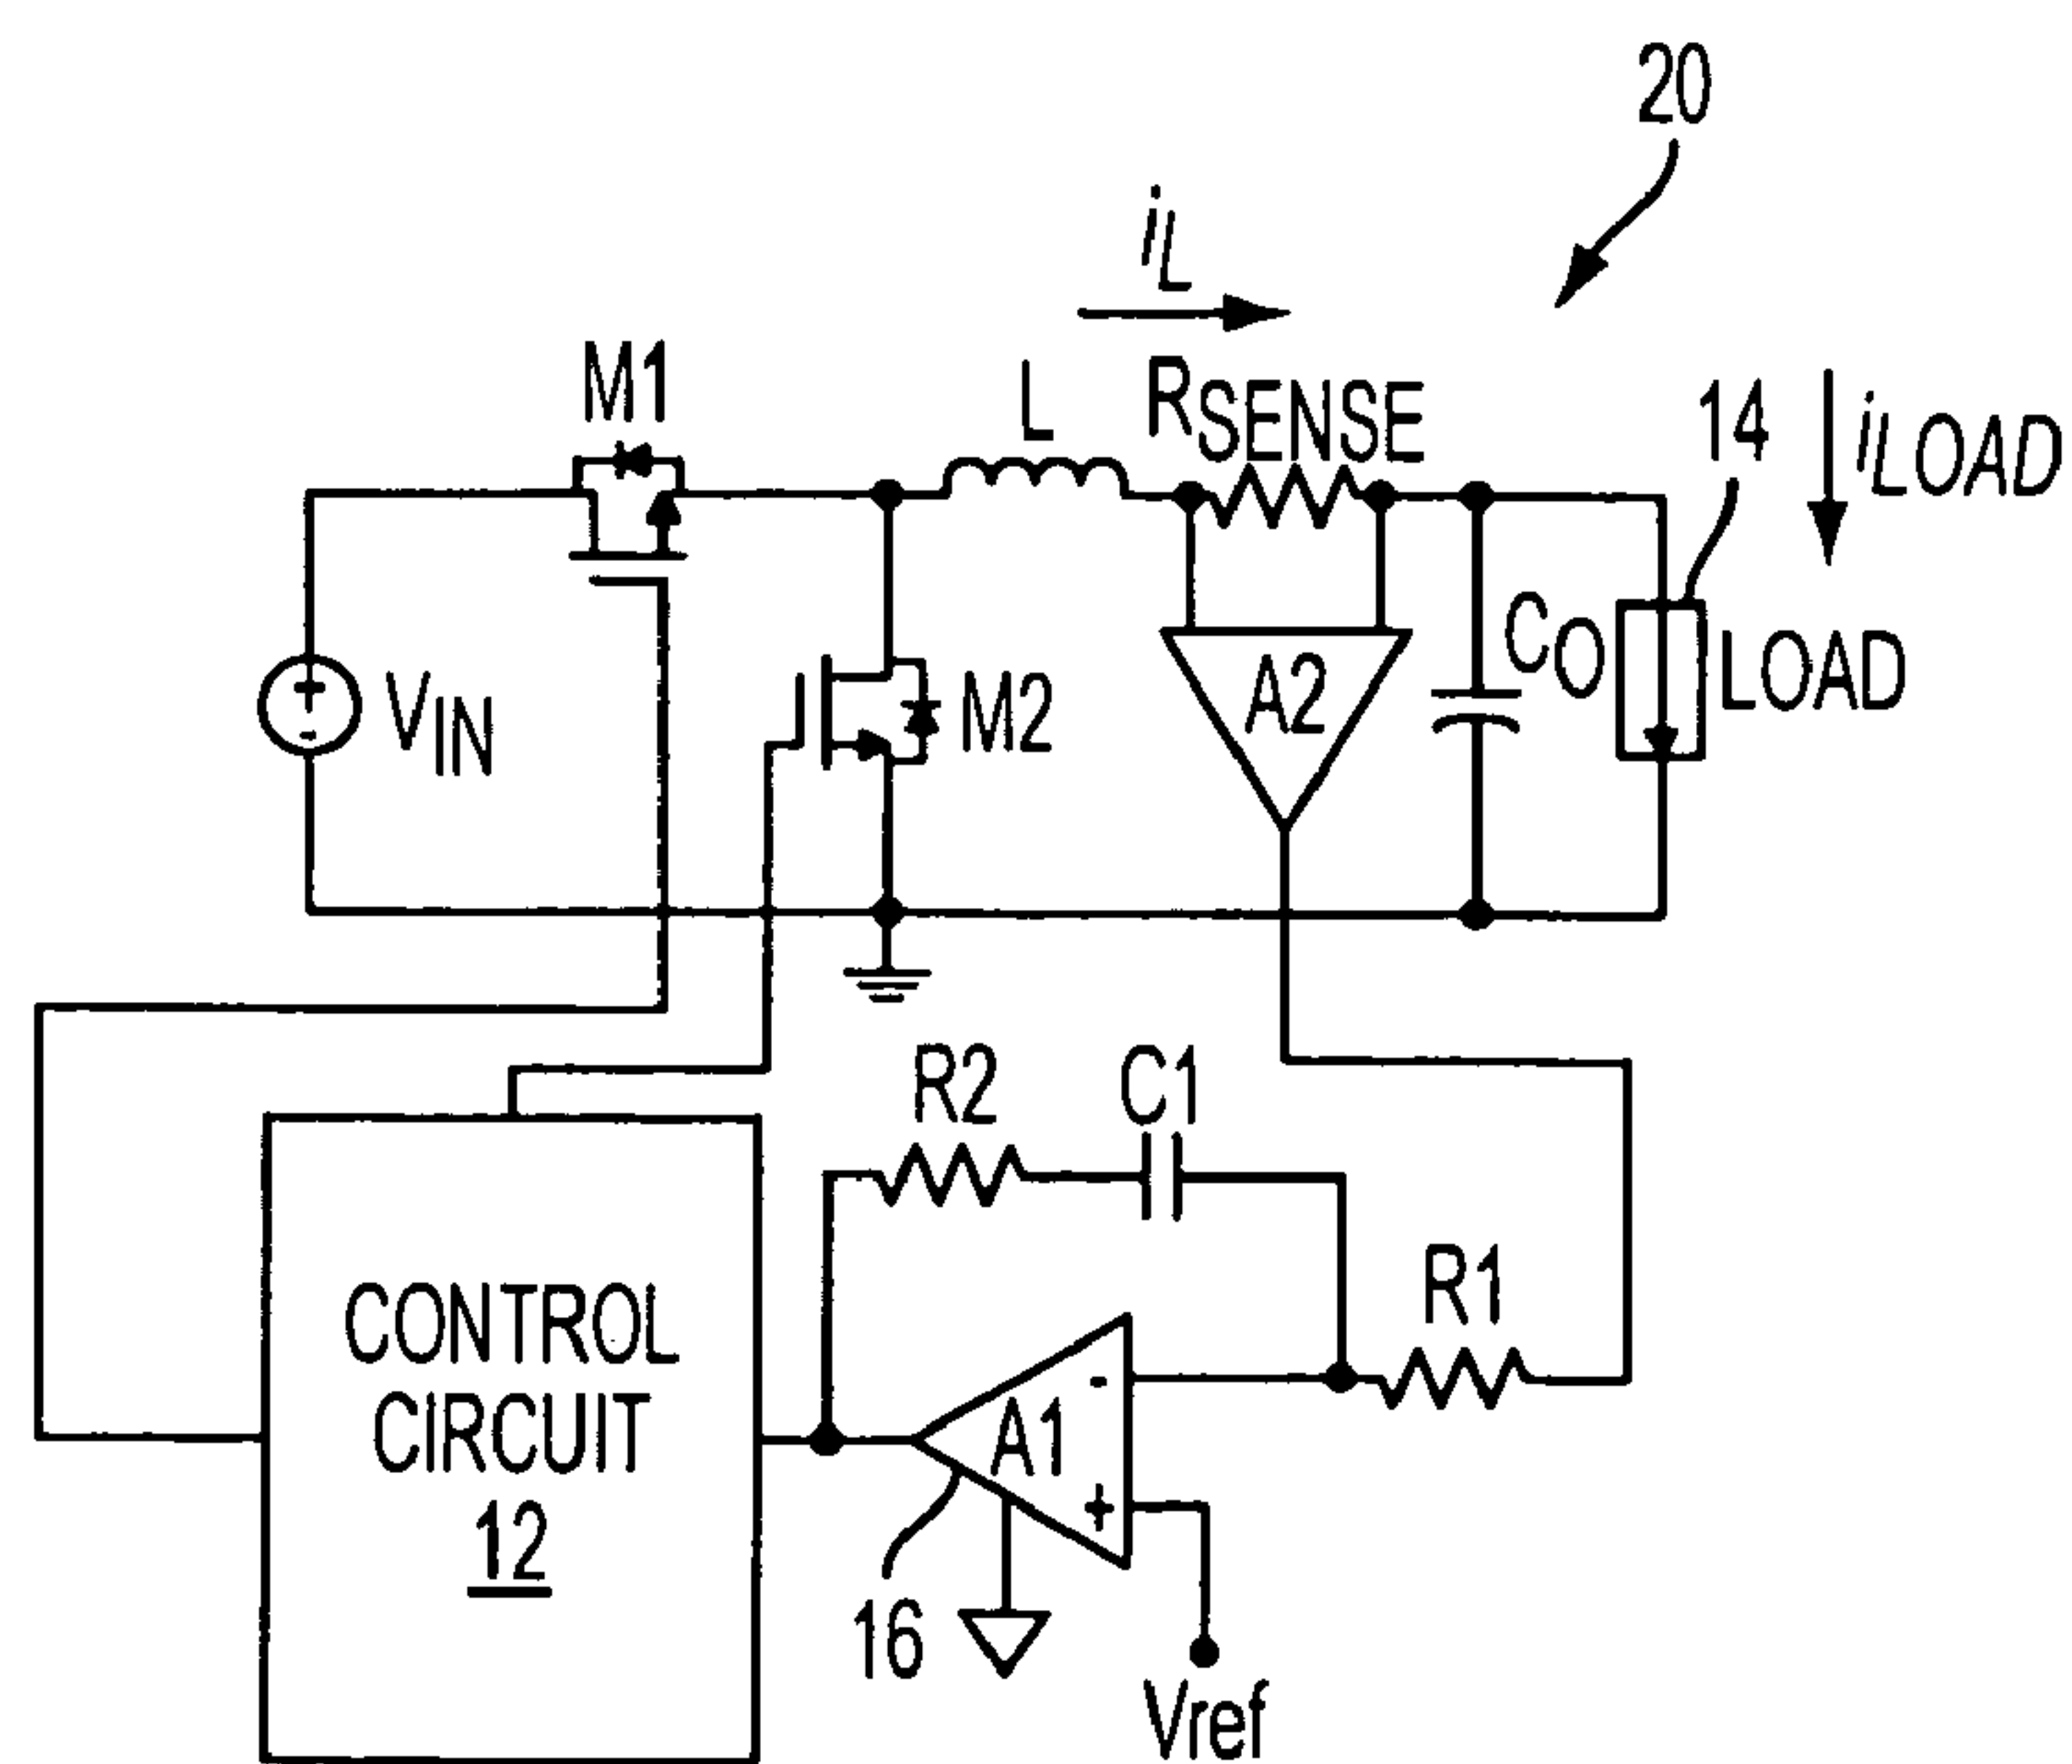 20
iL
M1
L
RSENSE
14
iLOAD
+
-
VIN
M2
A2
CO
LOAD
R2
C1
R1
CONTROL
CIRCUIT
12
-
A1
+
16
Vref